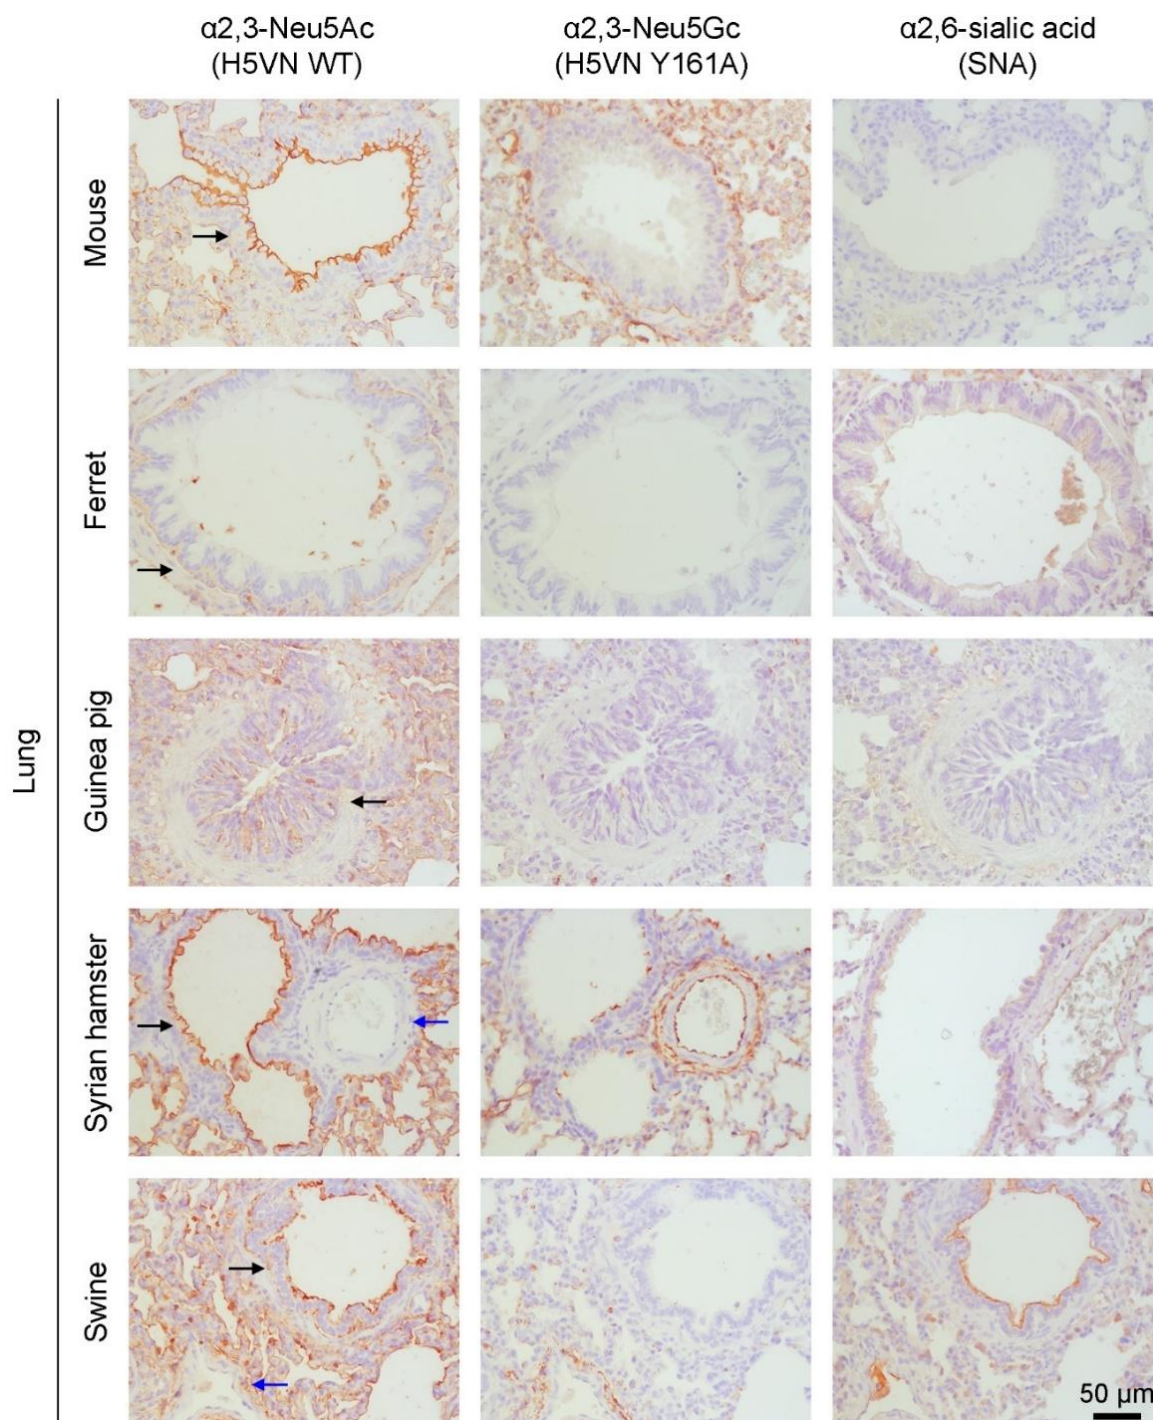 α2,3-Neu5Ac
(H5VN WT)
α2,3-Neu5Gc
(H5VN Y161A)
α2,6-sialic acid
(SNA)
Lung
Mouse
Ferret
Guinea pig
Syrian hamster
Swine
50 μm